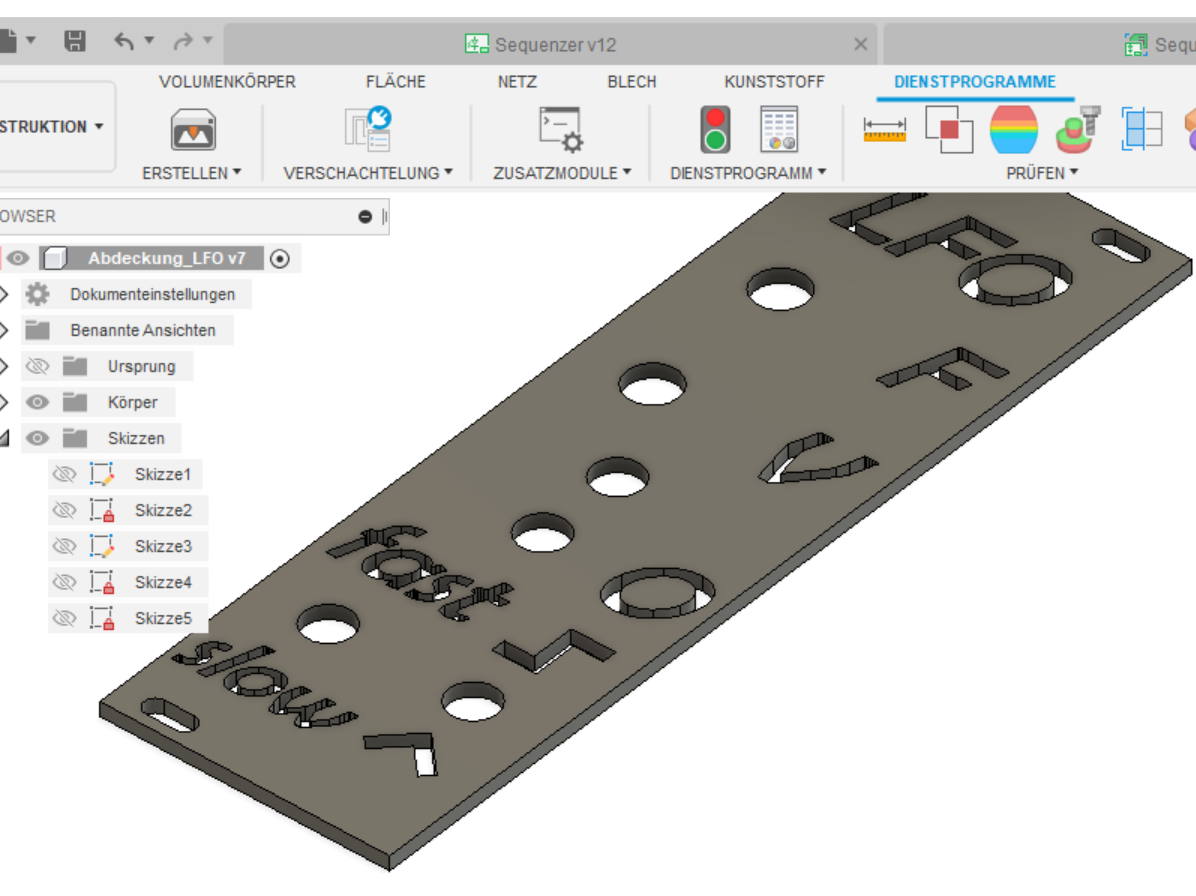 Sequenzer v12
Sequ
VOLUMENKÖRPER FLÄCHE NETZ BLECH KUNSTSTOFF DIENSTPROGRAMME
STRUKTION
ERSTELLEN VERSCHACHTELUNG ZUSATZMODULE DIENSTPROGRAMM PRÜFEN
OWSER
Abdeckung_LFO v7
Dokumenteinstellungen
Benannte Ansichten
Ursprung
Körper
Skizzen
Skizze1
Skizze2
Skizze3
Skizze4
Skizze5
LFO
F
V
O
fast
slow